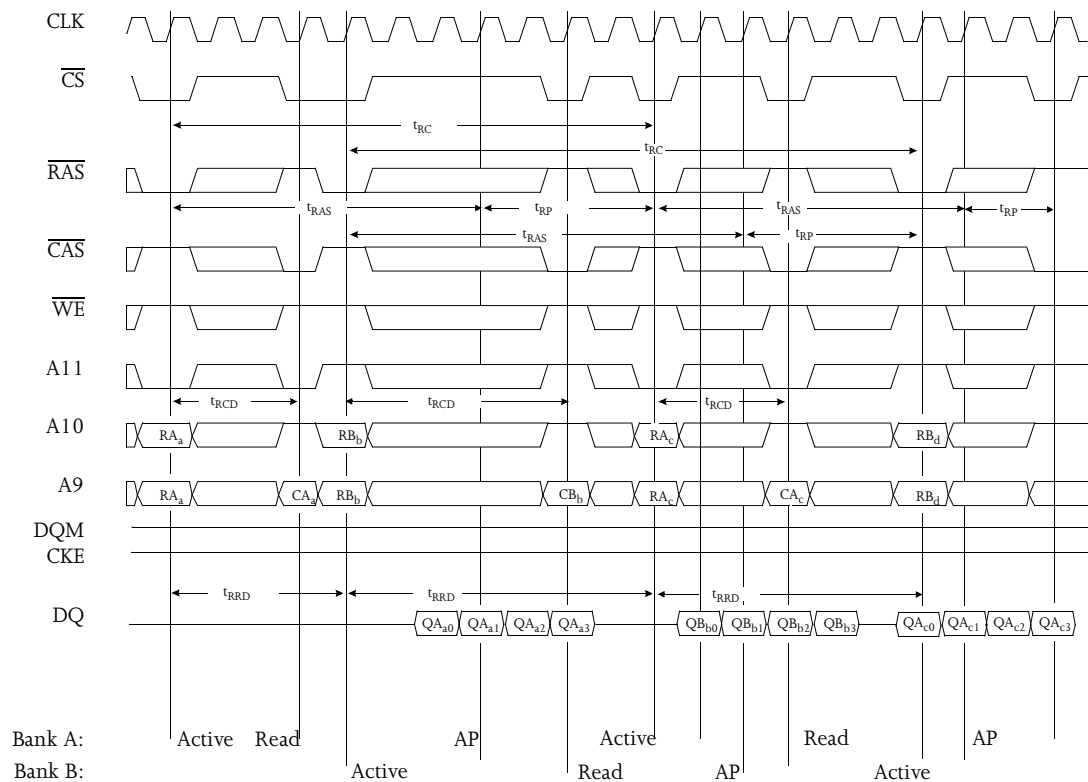 CLK
CS
tRC
tRC
RAS
tRAS tRP tRAS tRP
tRAS tRP
CAS
WE
A11
tRCD tRCD tRCD
A10 RAa RBb RAc RBd
A9 RAa CAa RBb CBb RAc CAc RBd
DQM
CKE
tRRD tRRD tRRD
DQ QAa0 QAa1 QAa2 QAa3 QBb0 QBb1 QBb2 QBb3 QAc0 QAc1 QAc2 QAc3
Bank A: Active Read AP Active Read AP
Bank B: Active Read AP Active